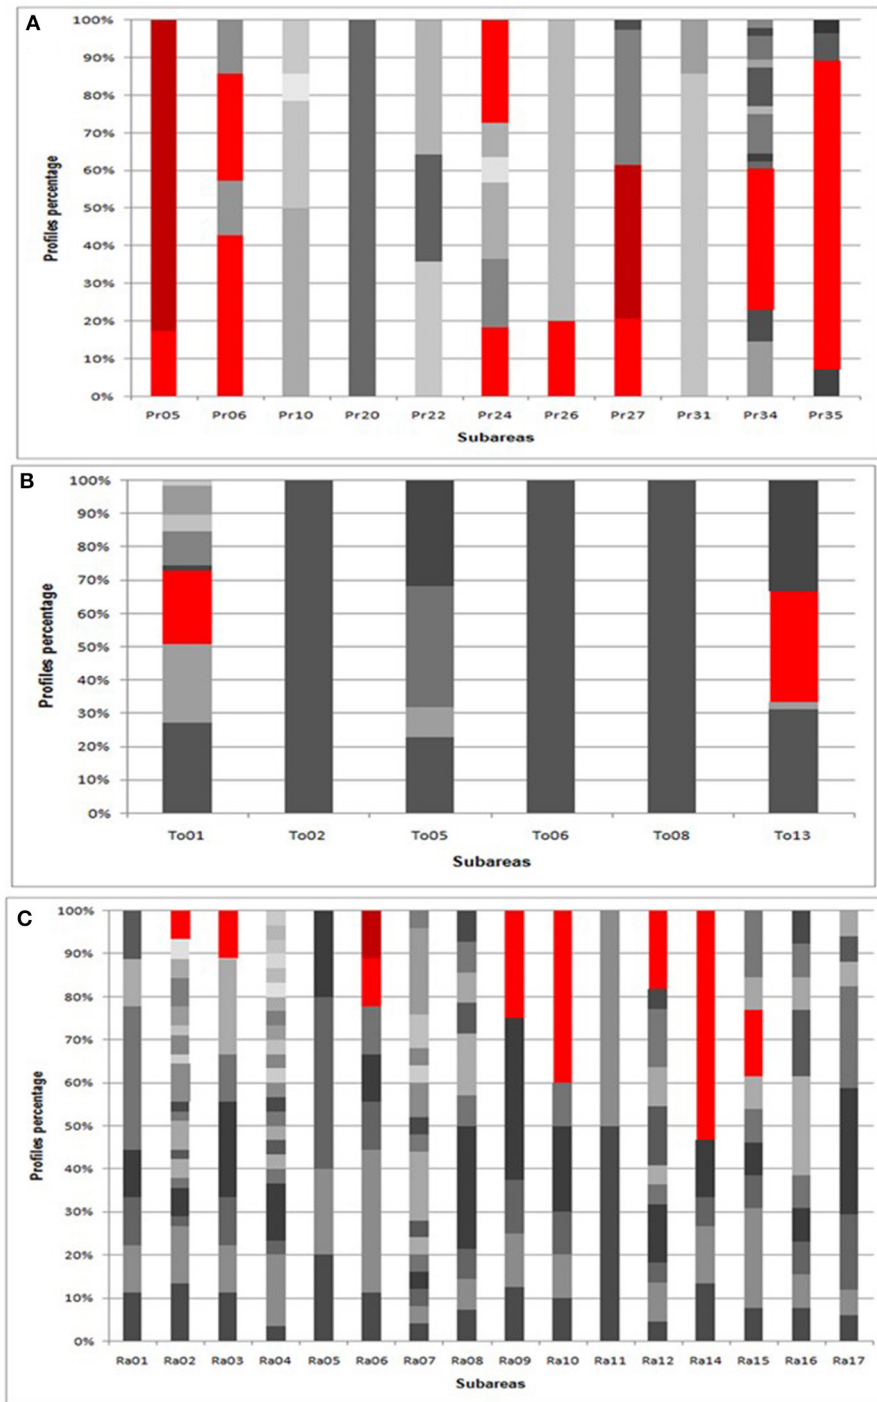 A
100%
90%
80%
70%
60%
50%
40%
30%
20%
10%
0%
Profiles percentage
Pr05 Pr06 Pr10 Pr20 Pr22 Pr24 Pr26 Pr27 Pr31 Pr34 Pr35
Subareas
B
100%
90%
80%
70%
60%
50%
40%
30%
20%
10%
0%
Profiles percentage
To01 To02 To05 To06 To08 To13
Subareas
C
100%
90%
80%
70%
60%
50%
40%
30%
20%
10%
0%
Profiles percentage
Ra01 Ra02 Ra03 Ra04 Ra05 Ra06 Ra07 Ra08 Ra09 Ra10 Ra11 Ra12 Ra14 Ra15 Ra16 Ra17
Subareas